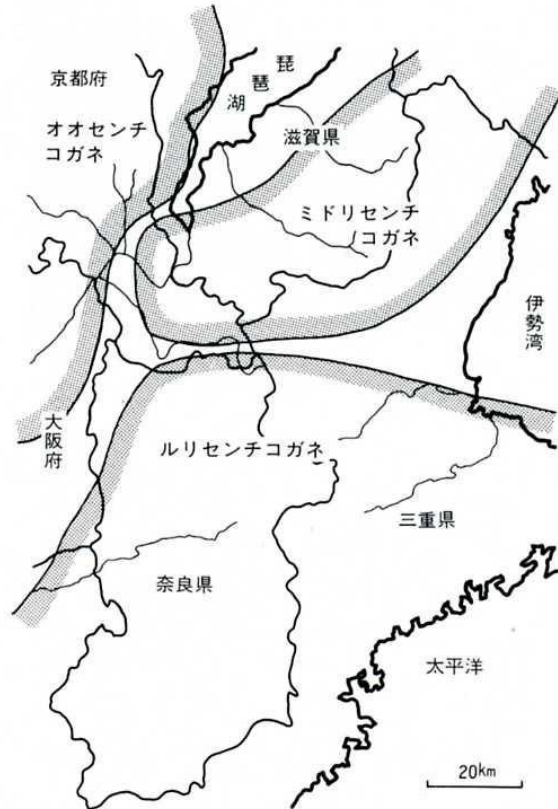 京都府
琵琶湖
オオセンチ
コガネ
滋賀県
ミドリセンチ
コガネ
伊勢湾
大阪府
ルリセンチコガネ
三重県
奈良県
太平洋
20km